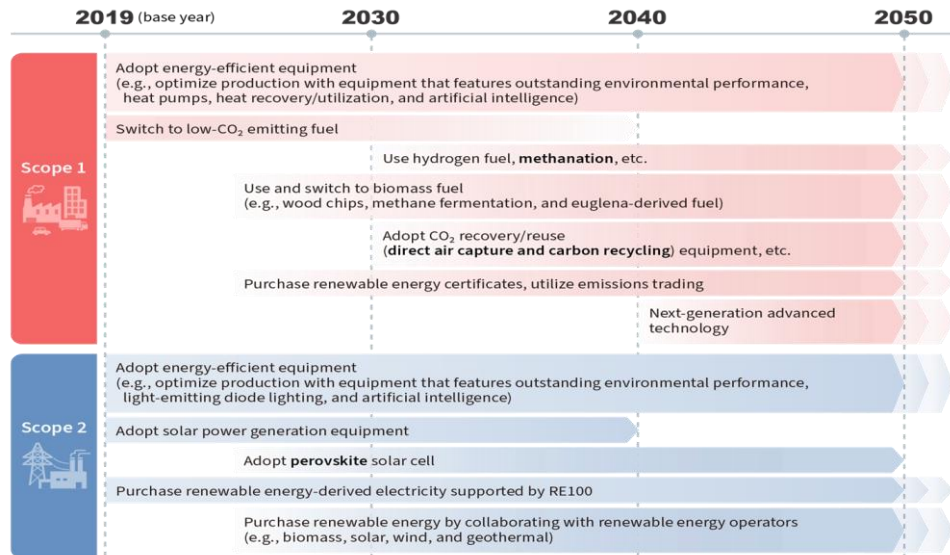 2019 (base year) 2030 2040 2050
Scope 1
Adopt energy-efficient equipment
(e.g., optimize production with equipment that features outstanding environmental performance,
heat pumps, heat recovery/utilization, and artificial intelligence)
Switch to low-CO₂ emitting fuel
Use hydrogen fuel, methanation, etc.
Use and switch to biomass fuel
(e.g., wood chips, methane fermentation, and euglena-derived fuel)
Adopt CO₂ recovery/reuse
(direct air capture and carbon recycling) equipment, etc.
Purchase renewable energy certificates, utilize emissions trading
Next-generation advanced
technology
Scope 2
Adopt energy-efficient equipment
(e.g., optimize production with equipment that features outstanding environmental performance,
light-emitting diode lighting, and artificial intelligence)
Adopt solar power generation equipment
Adopt perovskite solar cell
Purchase renewable energy-derived electricity supported by RE100
Purchase renewable energy by collaborating with renewable energy operators
(e.g., biomass, solar, wind, and geothermal)